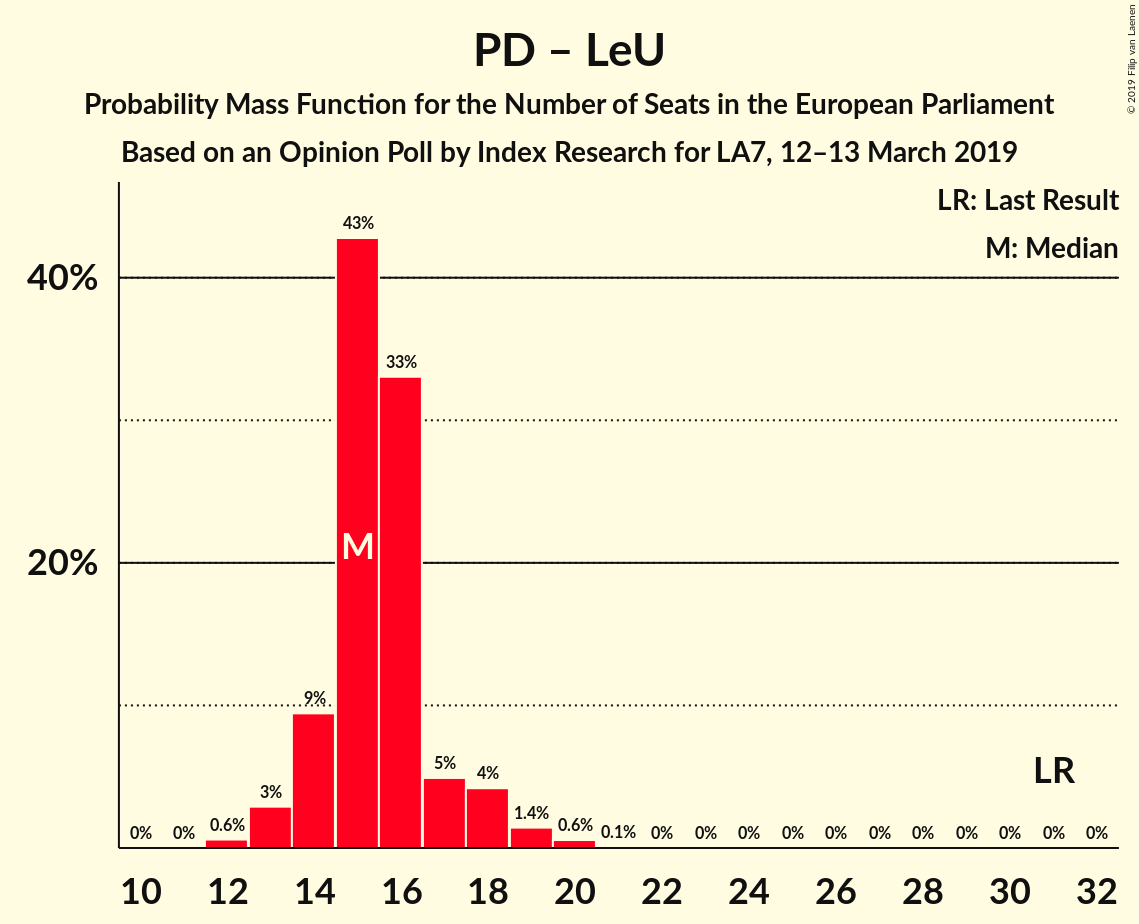 PD – LeU
Probability Mass Function for the Number of Seats in the European Parliament
Based on an Opinion Poll by Index Research for LA7, 12–13 March 2019
© 2019 Filip van Laenen
LR: Last Result
M: Median
40%
20%
43%
33%
M
9%
5%
4%
3%
1.4%
LR
0% 0% 0.6% 0.6% 0.1% 0% 0% 0% 0% 0% 0% 0% 0% 0% 0% 0%
10 12 14 16 18 20 22 24 26 28 30 32